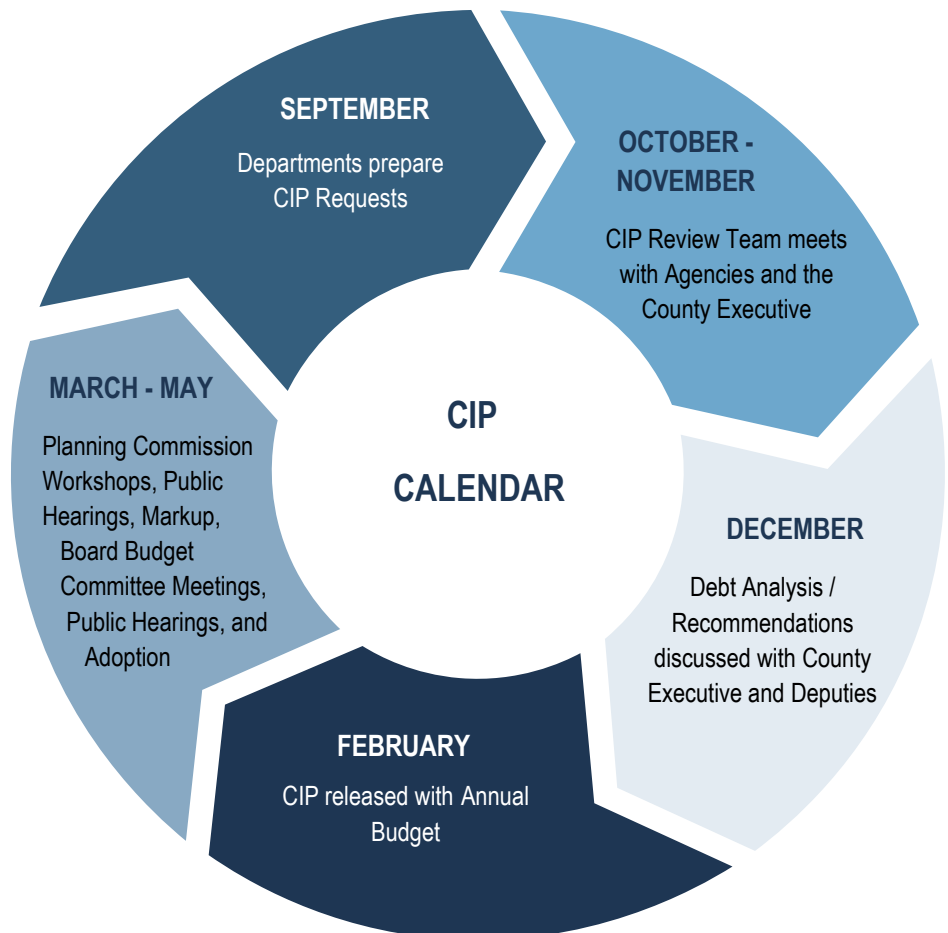 SEPTEMBER
Departments prepare
CIP Requests
OCTOBER -
NOVEMBER
CIP Review Team meets
with Agencies and the
County Executive
DECEMBER
Debt Analysis /
Recommendations
discussed with County
Executive and Deputies
FEBRUARY
CIP released with Annual
Budget
MARCH - MAY
Planning Commission
Workshops, Public
Hearings, Markup,
Board Budget
Committee Meetings,
Public Hearings, and
Adoption
CIP
CALENDAR